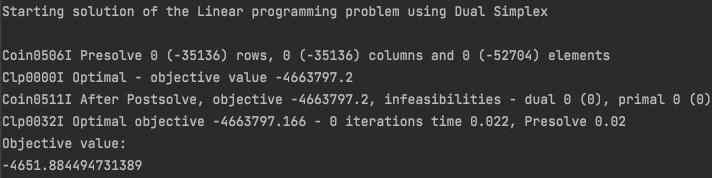 Starting solution of the Linear programming problem using Dual Simplex

Coin0506I Presolve 0 (-35136) rows, 0 (-35136) columns and 0 (-52704) elements
Clp0000I Optimal - objective value -4663797.2
Coin0511I After Postsolve, objective -4663797.2, infeasibilities - dual 0 (0), primal 0 (0)
Clp0032I Optimal objective -4663797.166 - 0 iterations time 0.022, Presolve 0.02
Objective value:
-4651.884494731389